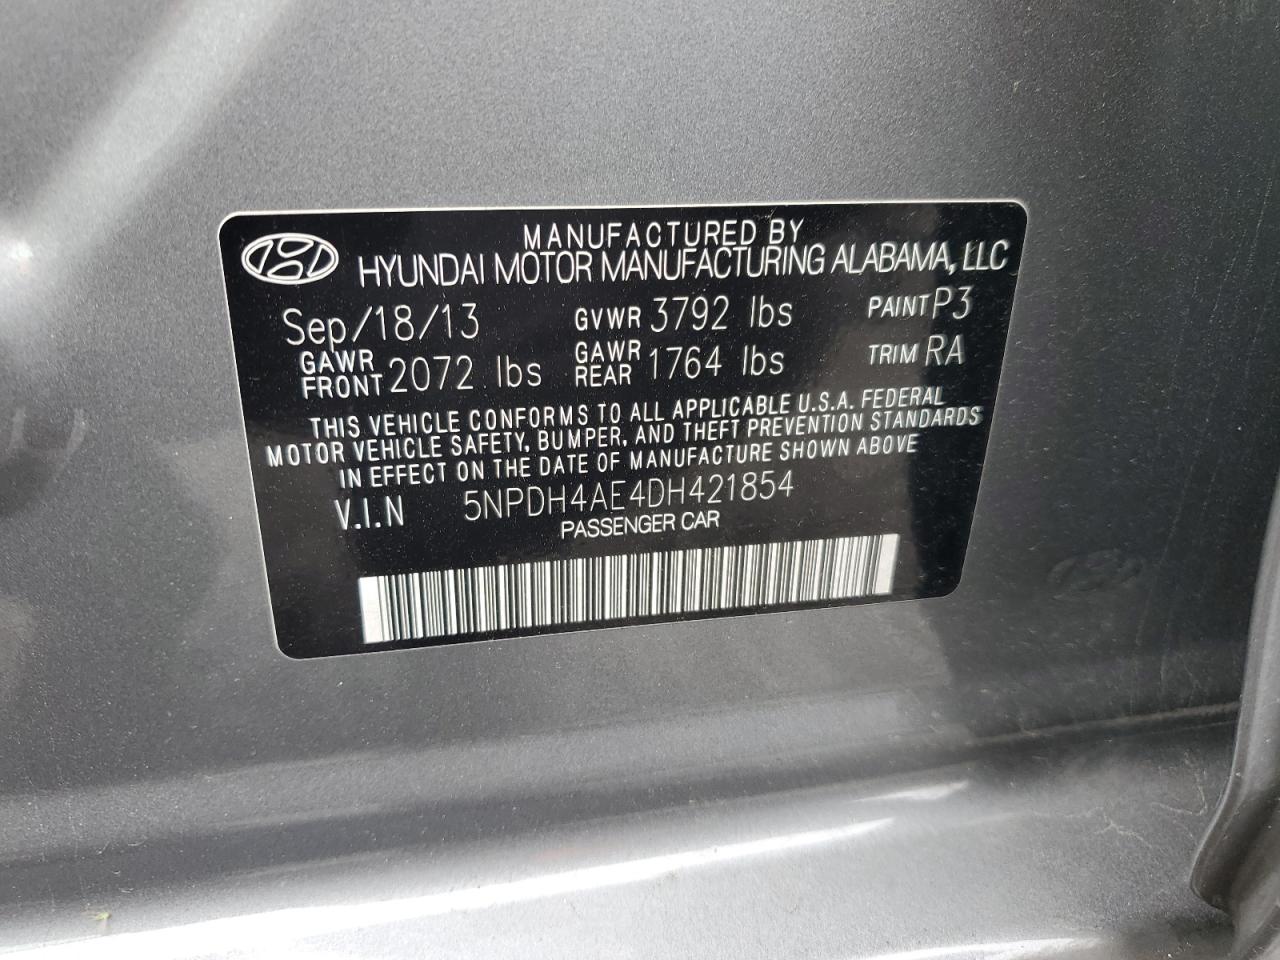 MANUFACTURED BY
HYUNDAI MOTOR MANUFACTURING ALABAMA, LLC
Sep/18/13 GVWR 3792 lbs PAINT P3
GAWR FRONT 2072 lbs GAWR REAR 1764 lbs TRIM RA
THIS VEHICLE CONFORMS TO ALL APPLICABLE U.S.A. FEDERAL
MOTOR VEHICLE SAFETY, BUMPER, AND THEFT PREVENTION STANDARDS
IN EFFECT ON THE DATE OF MANUFACTURE SHOWN ABOVE
V.I.N 5NPDH4AE4DH421854
PASSENGER CAR